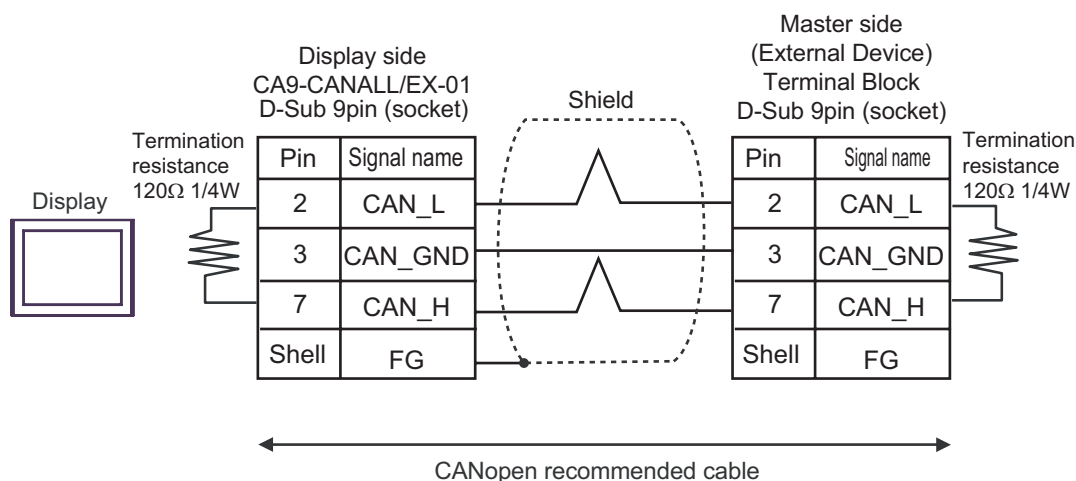 Display side
CA9-CANALL/EX-01
D-Sub 9pin (socket)
Master side
(External Device)
Terminal Block
D-Sub 9pin (socket)
Shield
Termination
resistance
120Ω 1/4W
Display
Pin Signal name
2 CAN_L
3 CAN_GND
7 CAN_H
Shell FG
Pin Signal name
2 CAN_L
3 CAN_GND
7 CAN_H
Shell FG
Termination
resistance
120Ω 1/4W
CANopen recommended cable